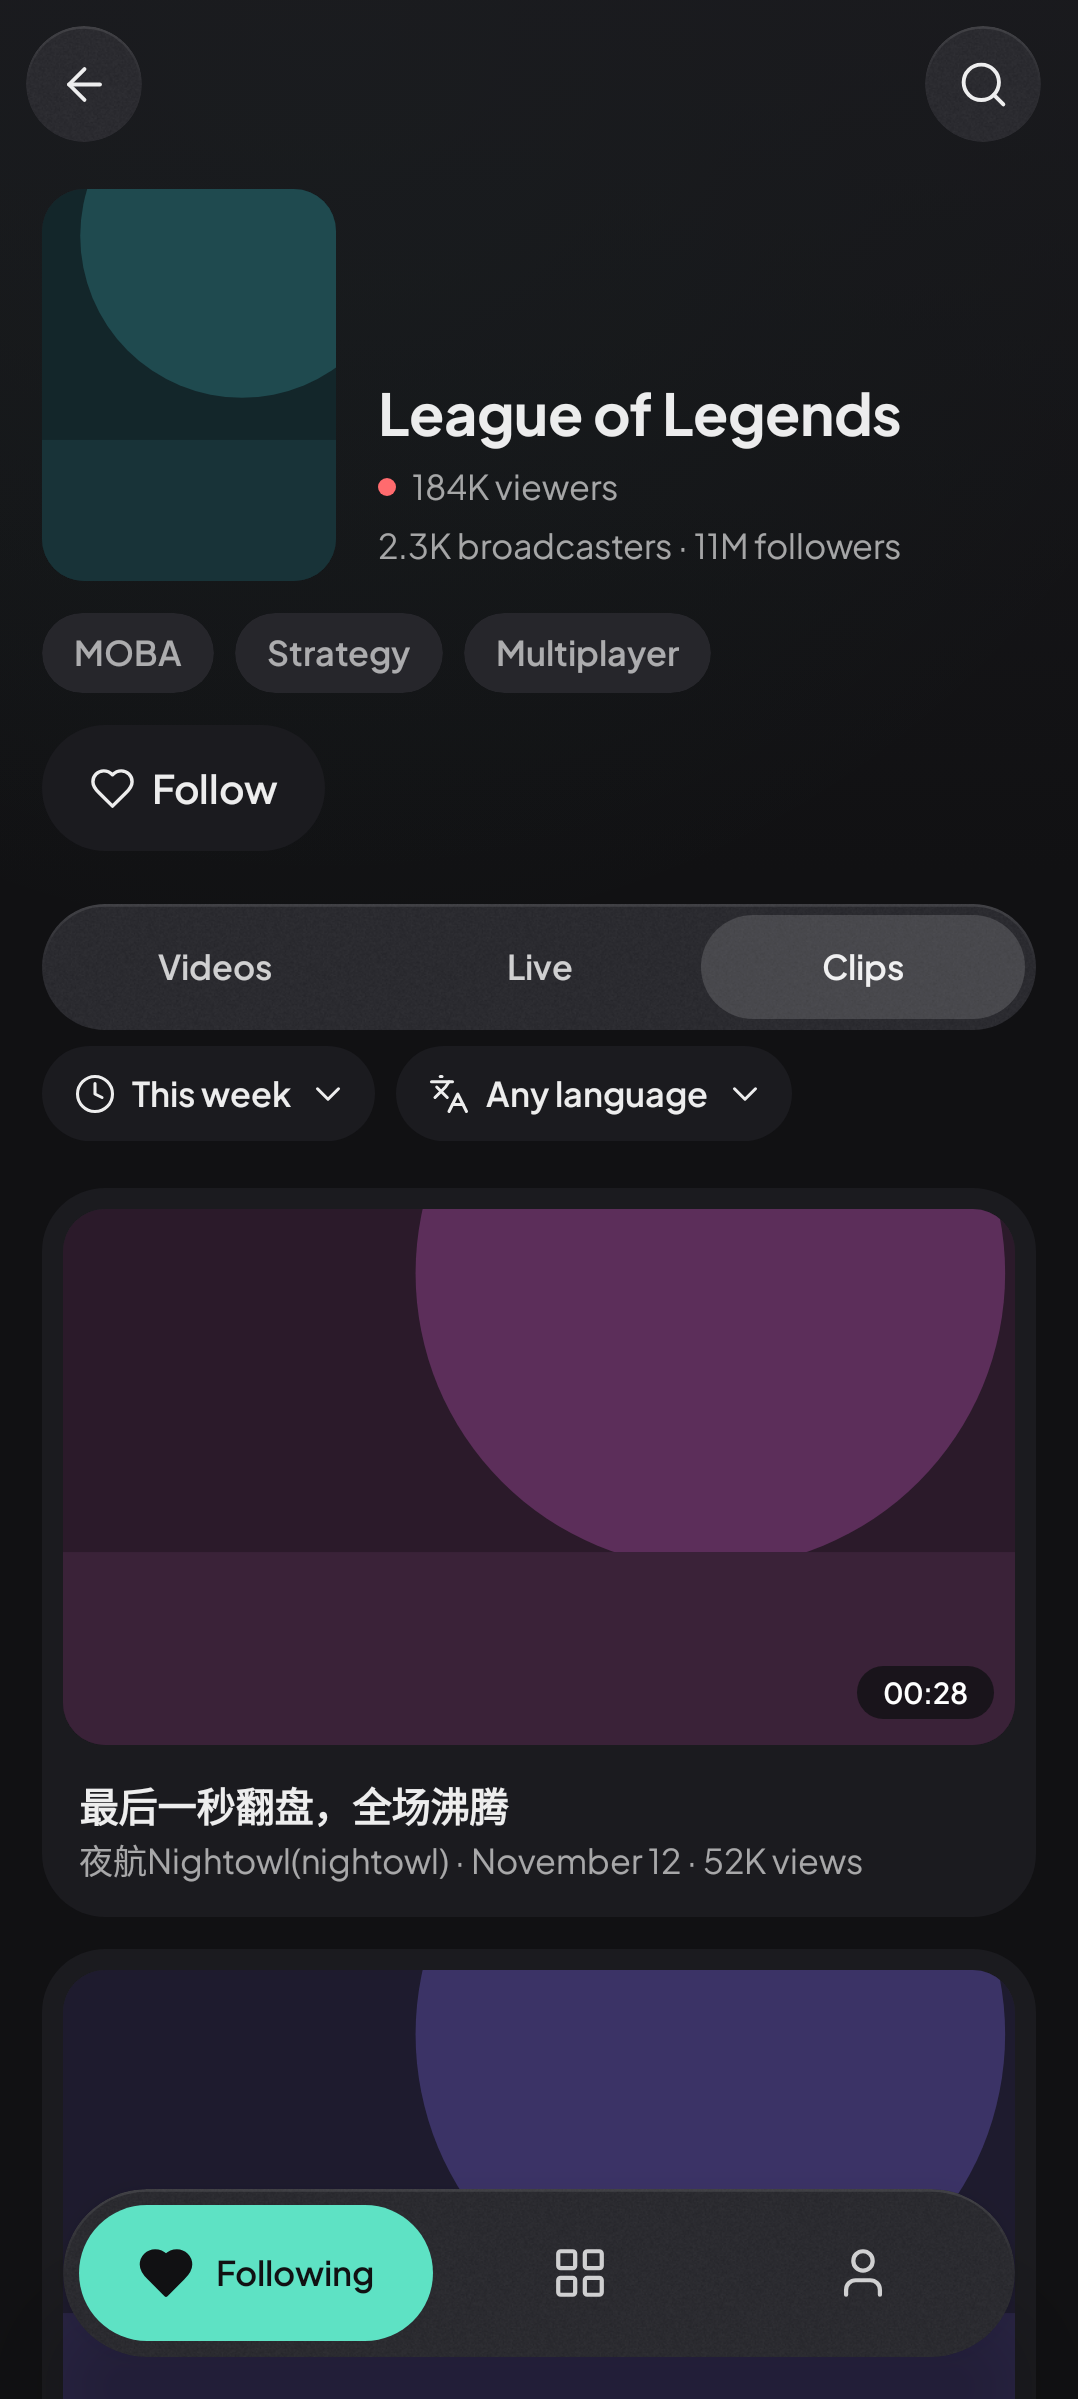 League of Legends
184K viewers
2.3K broadcasters · 11M followers
MOBA
Strategy
Multiplayer
Follow
Videos
Live
Clips
This week
Any language
00:28
最后一秒翻盘，全场沸腾
夜航Nightowl(nightowl) · November 12 · 52K views
Following